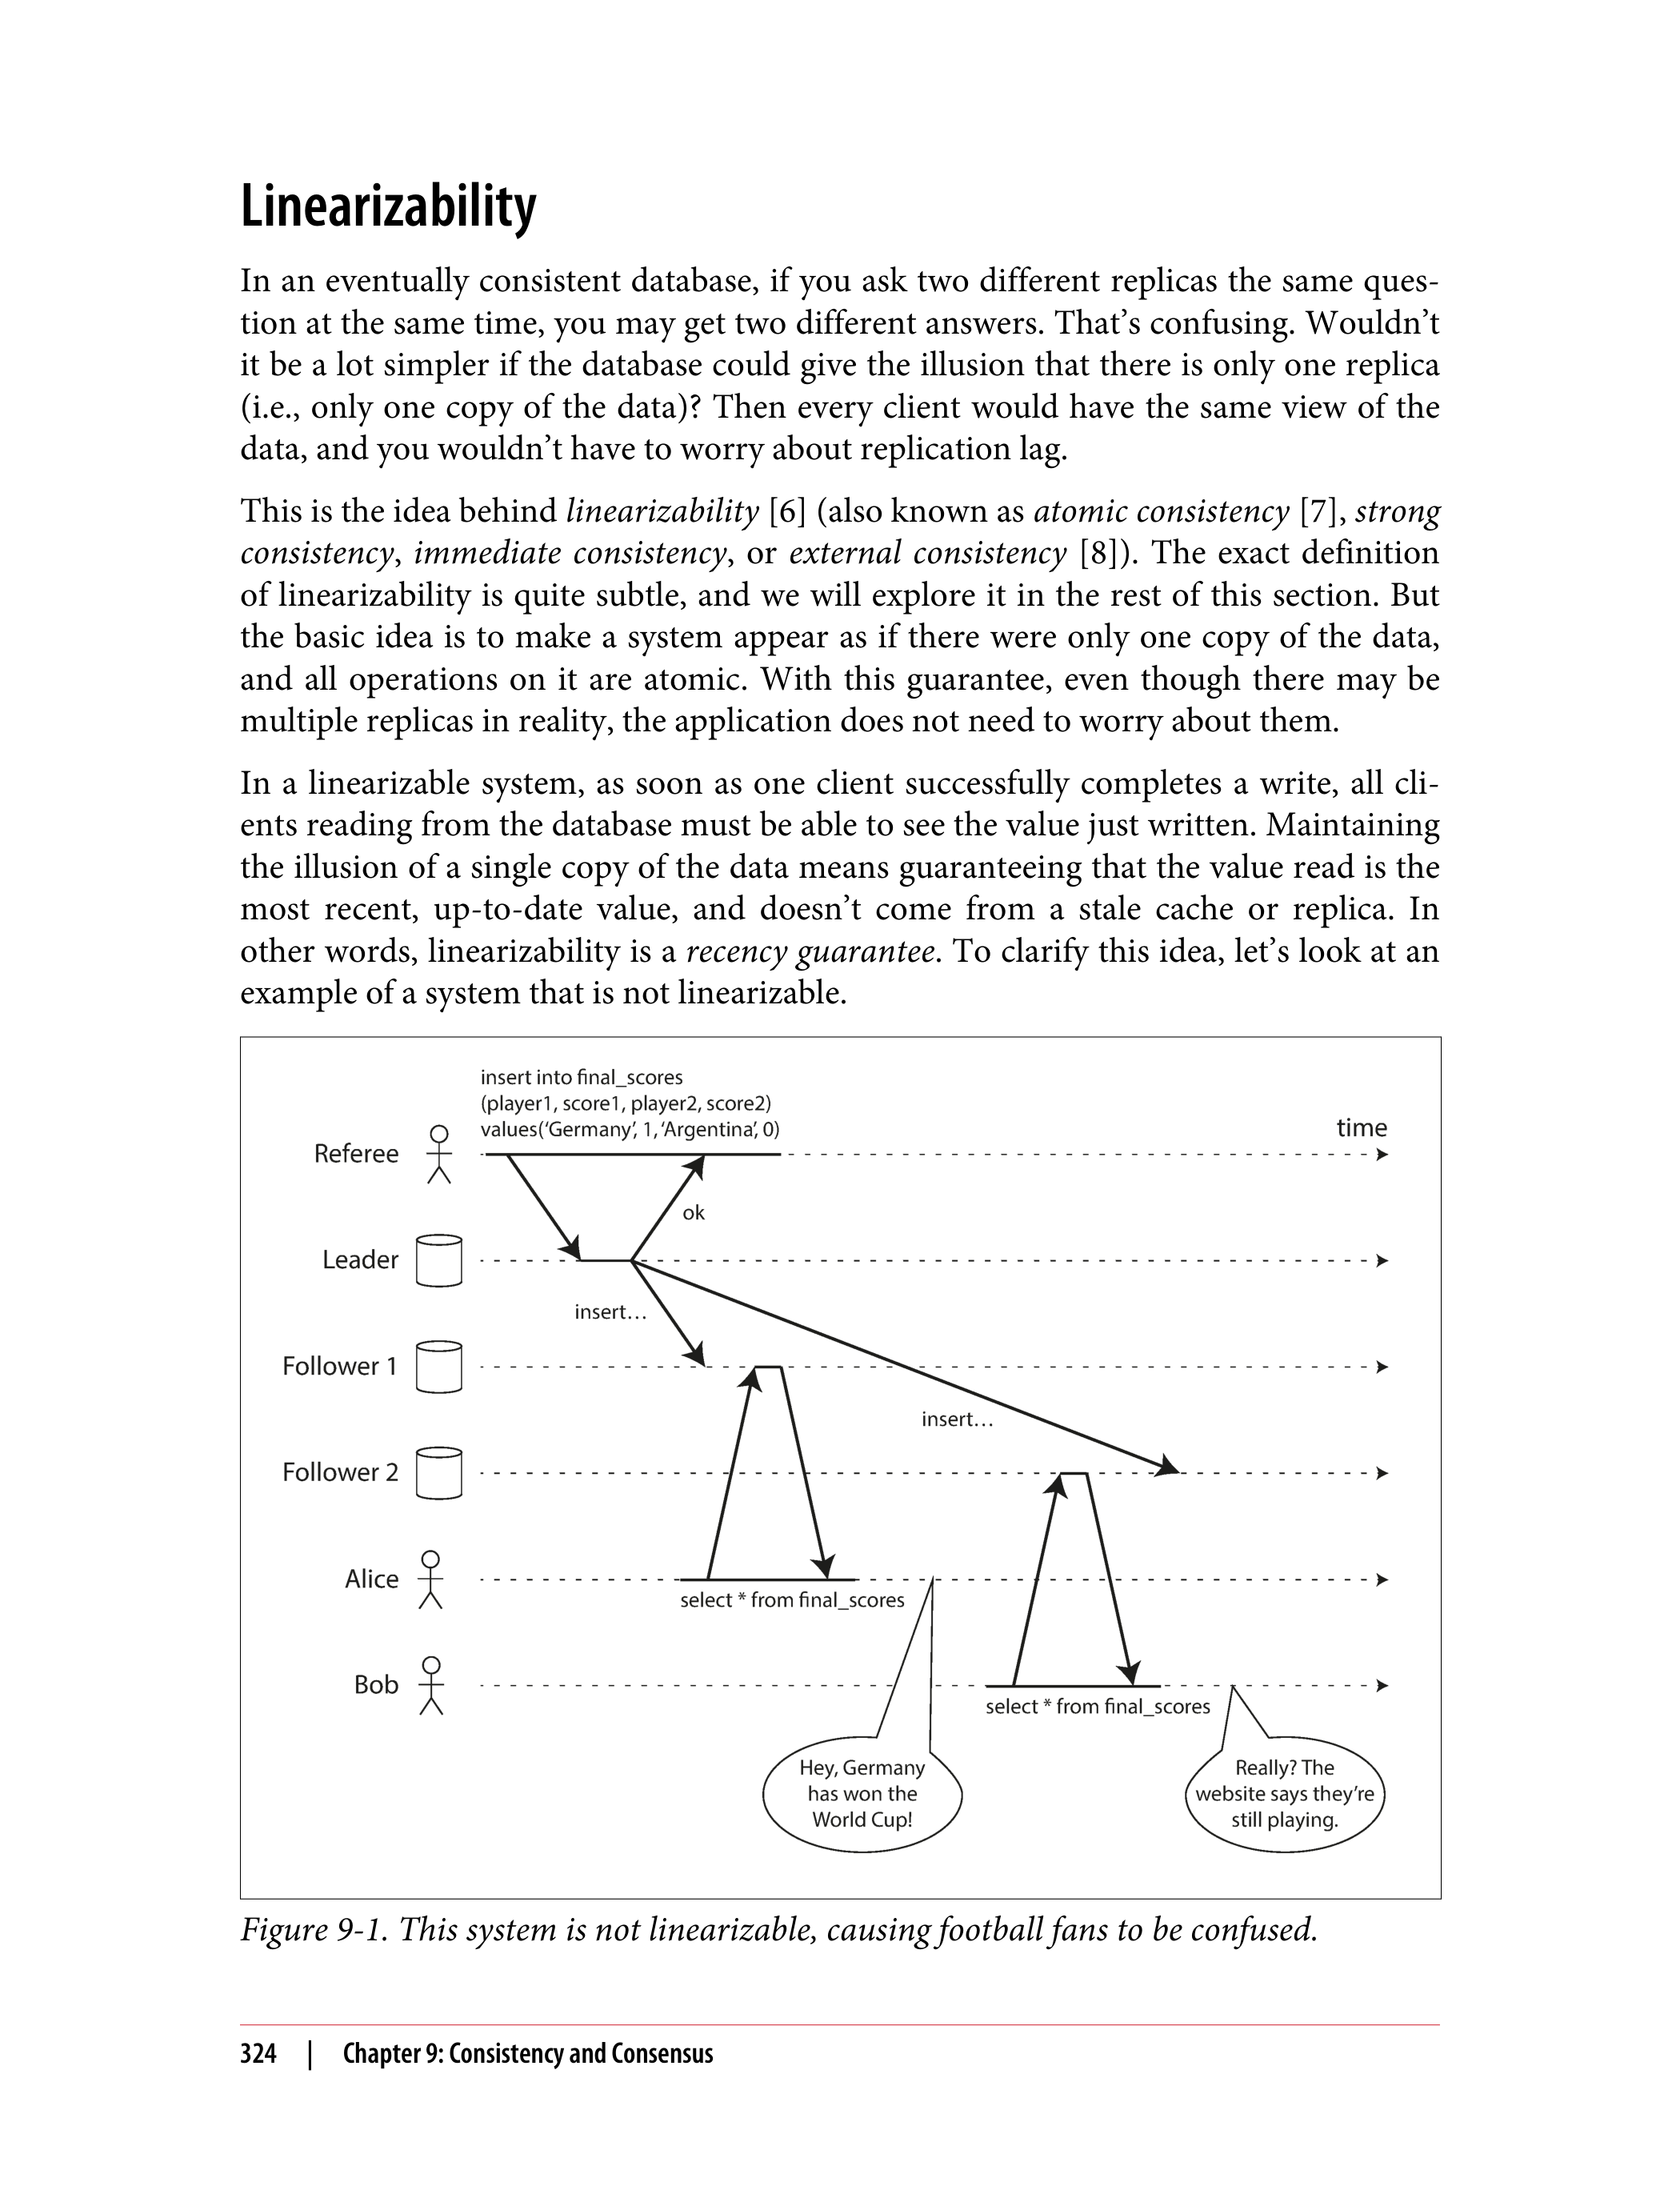 Linearizability
In an eventually consistent database, if you ask two different replicas the same ques-
tion at the same time, you may get two different answers. That’s confusing. Wouldn’t
it be a lot simpler if the database could give the illusion that there is only one replica
(i.e., only one copy of the data)? Then every client would have the same view of the
data, and you wouldn’t have to worry about replication lag.
This is the idea behind linearizability [6] (also known as atomic consistency [7], strong
consistency, immediate consistency, or external consistency [8]). The exact definition
of linearizability is quite subtle, and we will explore it in the rest of this section. But
the basic idea is to make a system appear as if there were only one copy of the data,
and all operations on it are atomic. With this guarantee, even though there may be
multiple replicas in reality, the application does not need to worry about them.
In a linearizable system, as soon as one client successfully completes a write, all cli-
ents reading from the database must be able to see the value just written. Maintaining
the illusion of a single copy of the data means guaranteeing that the value read is the
most recent, up-to-date value, and doesn’t come from a stale cache or replica. In
other words, linearizability is a recency guarantee. To clarify this idea, let’s look at an
example of a system that is not linearizable.
insert into final_scores
(player1, score1, player2, score2)
values(‘Germany’, 1, ‘Argentina’, 0)
time
Referee
ok
Leader
insert…
Follower 1
insert…
Follower 2
Alice
select * from final_scores
Bob
select * from final_scores
Hey, Germany
has won the
World Cup!
Really? The
website says they’re
still playing.
Figure 9-1. This system is not linearizable, causing football fans to be confused.
324 | Chapter 9: Consistency and Consensus